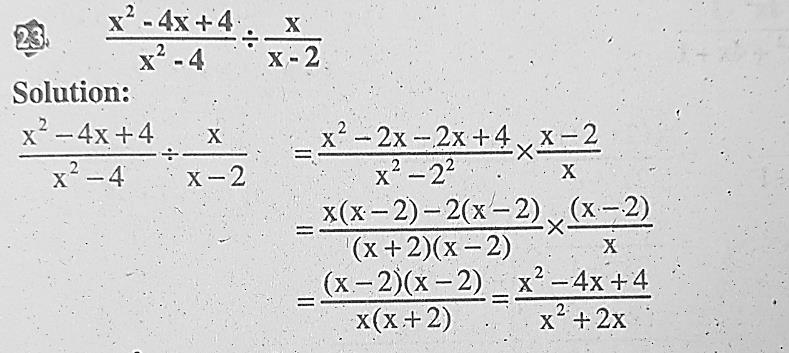 23. (x² - 4x + 4)/(x² - 4) ÷ x/(x - 2)
Solution:
(x² – 4x + 4)/(x² – 4) ÷ x/(x – 2) = (x² – 2x – 2x + 4)/(x² – 2²) × (x – 2)/x
= (x(x – 2) – 2(x – 2))/((x + 2)(x – 2)) × (x – 2)/x
= ((x – 2)(x – 2))/(x(x + 2)) = (x² – 4x + 4)/(x² + 2x)